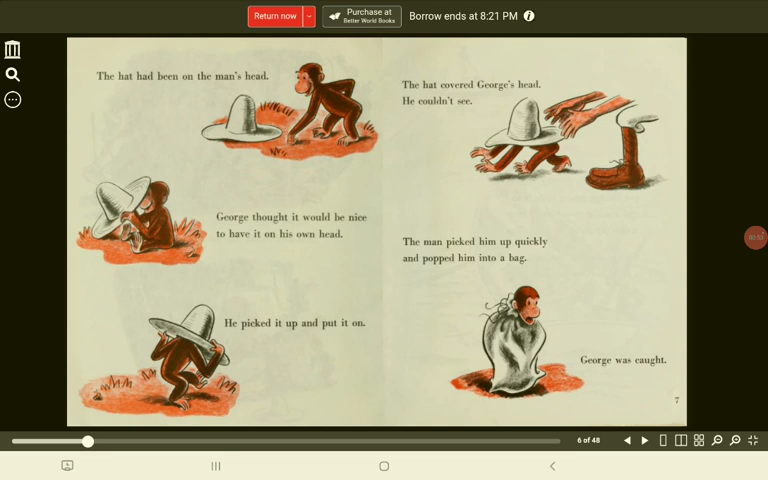 Return now
Purchase at
Better World Books
Borrow ends at 8:21 PM
The hat had been on the man's head.
George thought it would be nice
to have it on his own head.
He picked it up and put it on.
The hat covered George's head.
He couldn't see.
The man picked him up quickly
and popped him into a bag.
George was caught.
7
6 of 48